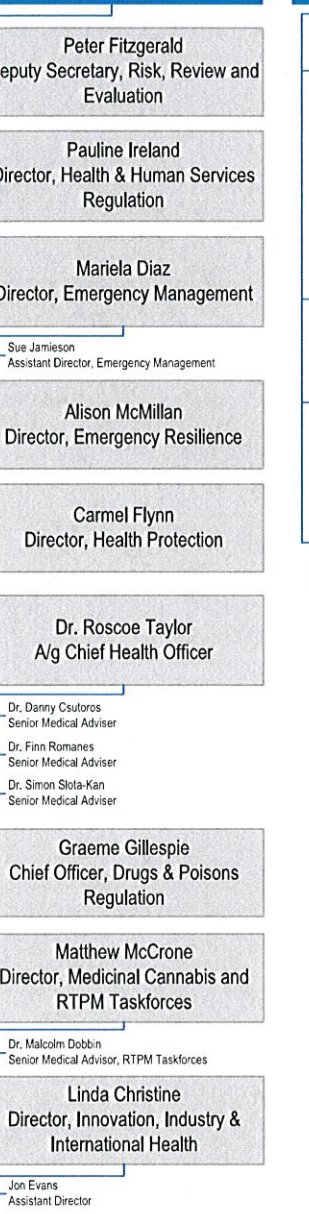 Peter Fitzgerald
eputy Secretary, Risk, Review and
Evaluation
Pauline Ireland
Director, Health & Human Services
Regulation
Mariela Diaz
Director, Emergency Management
Sue Jamieson
Assistant Director, Emergency Management
Alison McMillan
Director, Emergency Resilience
Carmel Flynn
Director, Health Protection
Dr. Roscoe Taylor
A/g Chief Health Officer
Dr. Danny Csutoros
Senior Medical Adviser
Dr. Finn Romanes
Senior Medical Adviser
Dr. Simon Slota-Kan
Senior Medical Adviser
Graeme Gillespie
Chief Officer, Drugs & Poisons
Regulation
Matthew McCrone
Director, Medicinal Cannabis and
RTPM Taskforces
Dr. Malcolm Dobbin
Senior Medical Advisor, RTPM Taskforces
Linda Christine
Director, Innovation, Industry &
International Health
Jon Evans
Assistant Director